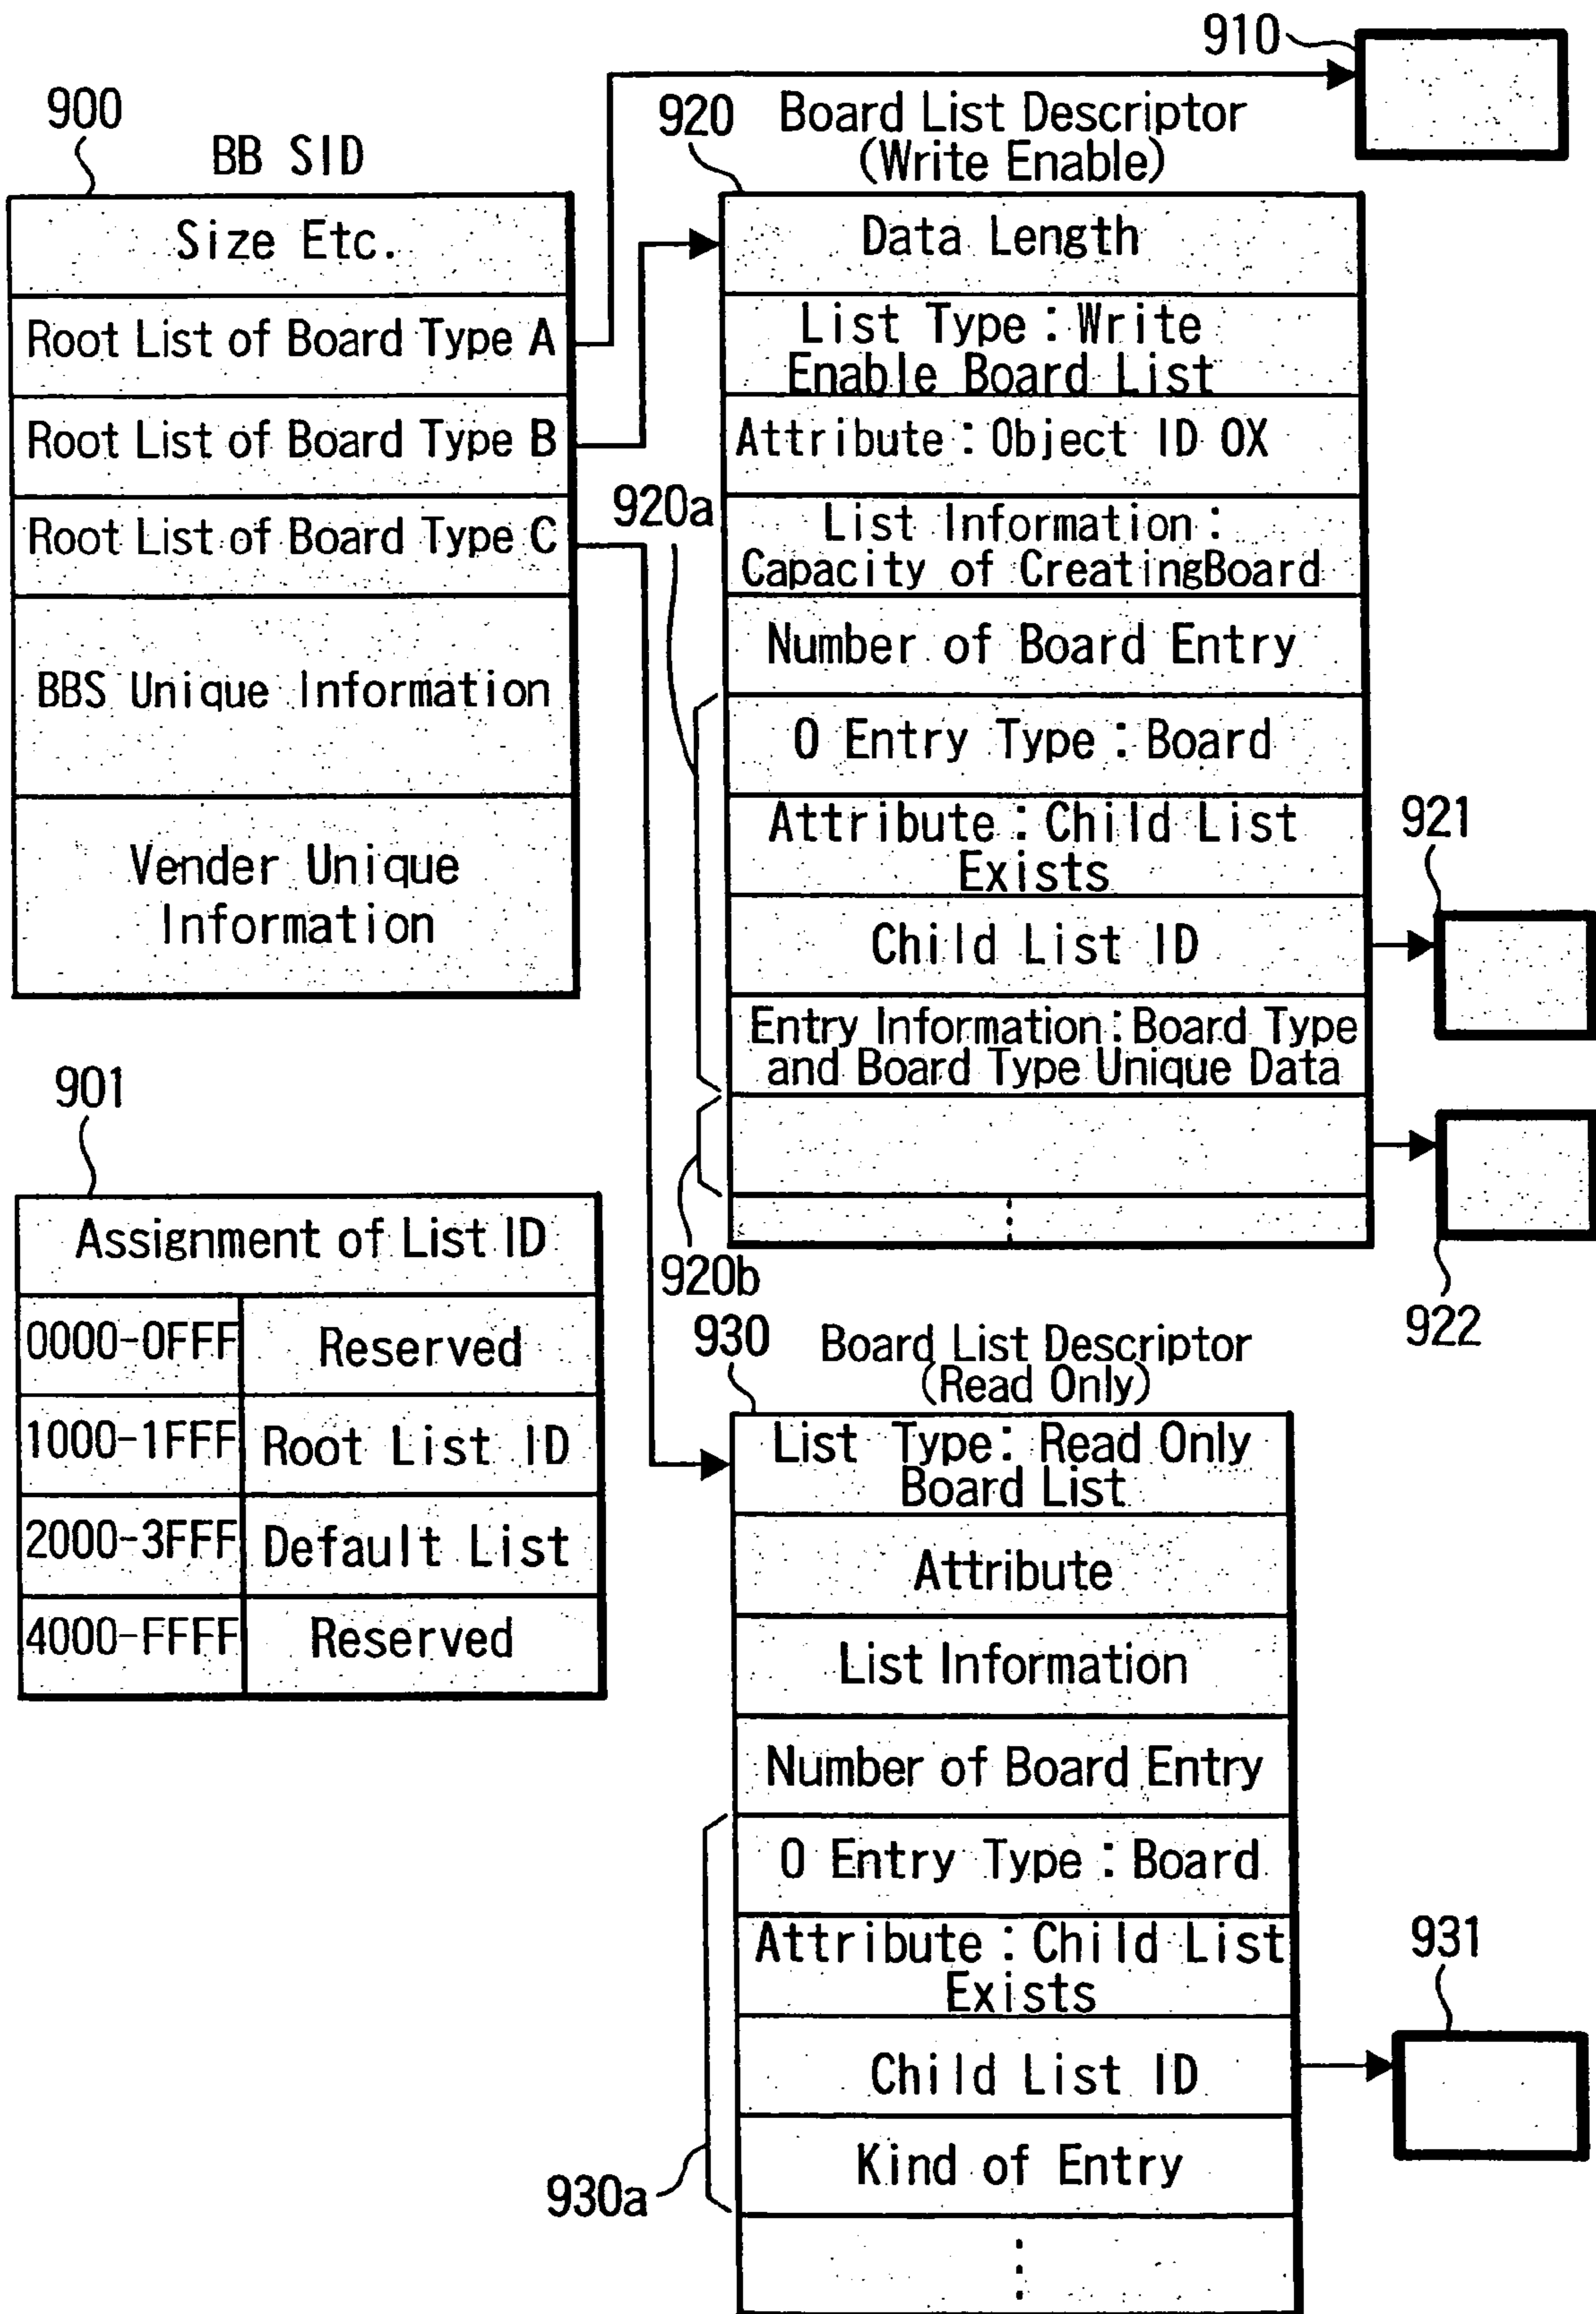 910
900
BB SID
920
Board List Descriptor
(Write Enable)
Size Etc.
Root List of Board Type A
Root List of Board Type B
Root List of Board Type C
BBS Unique Information
Vender Unique
Information
Data Length
List Type : Write
Enable Board List
Attribute : Object ID OX
920a
List Information :
Capacity of CreatingBoard
Number of Board Entry
0 Entry Type : Board
Attribute : Child List
Exists
921
Child List ID
Entry Information : Board Type
and Board Type Unique Data
920b
922
901
Assignment of List ID
0000-0FFF Reserved
1000-1FFF Root List ID
2000-3FFF Default List
4000-FFFF Reserved
930
Board List Descriptor
(Read Only)
List Type : Read Only
Board List
Attribute
List Information
Number of Board Entry
0 Entry Type : Board
Attribute : Child List
Exists
931
Child List ID
Kind of Entry
930a